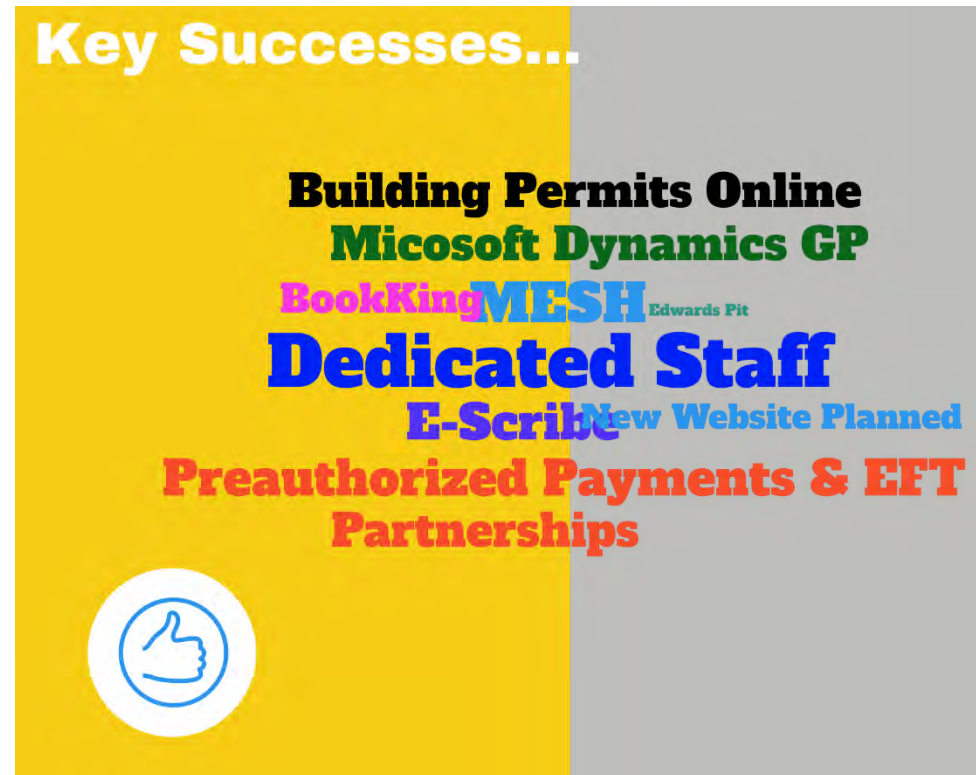 Key Successes...
Building Permits Online
Micosoft Dynamics GP
BookKing MESH Edwards Pit
Dedicated Staff
E-Scribe New Website Planned
Preauthorized Payments & EFT
Partnerships